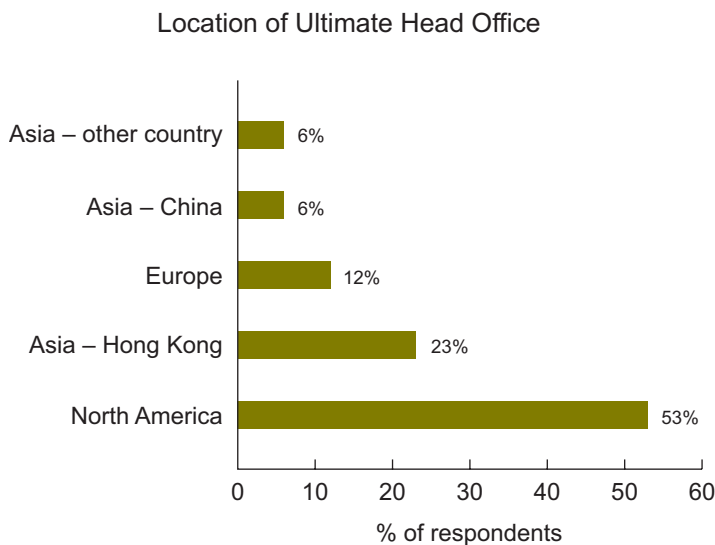 Location of Ultimate Head Office
Asia – other country 6%
Asia – China 6%
Europe 12%
Asia – Hong Kong 23%
North America 53%
0 10 20 30 40 50 60
% of respondents